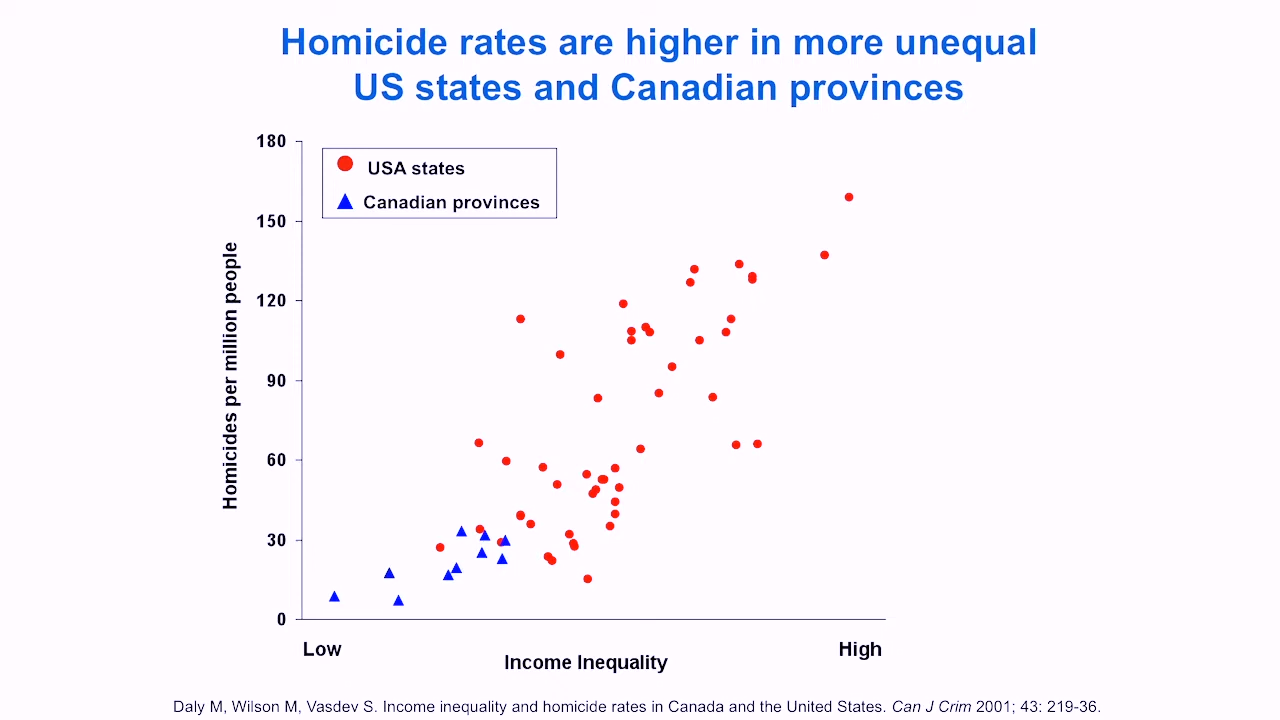 Homicide rates are higher in more unequal
US states and Canadian provinces
180
USA states
Canadian provinces
150
120
90
60
30
0
Homicides per million people
Low
High
Income Inequality
Daly M, Wilson M, Vasdev S. Income inequality and homicide rates in Canada and the United States. Can J Crim 2001; 43: 219-36.